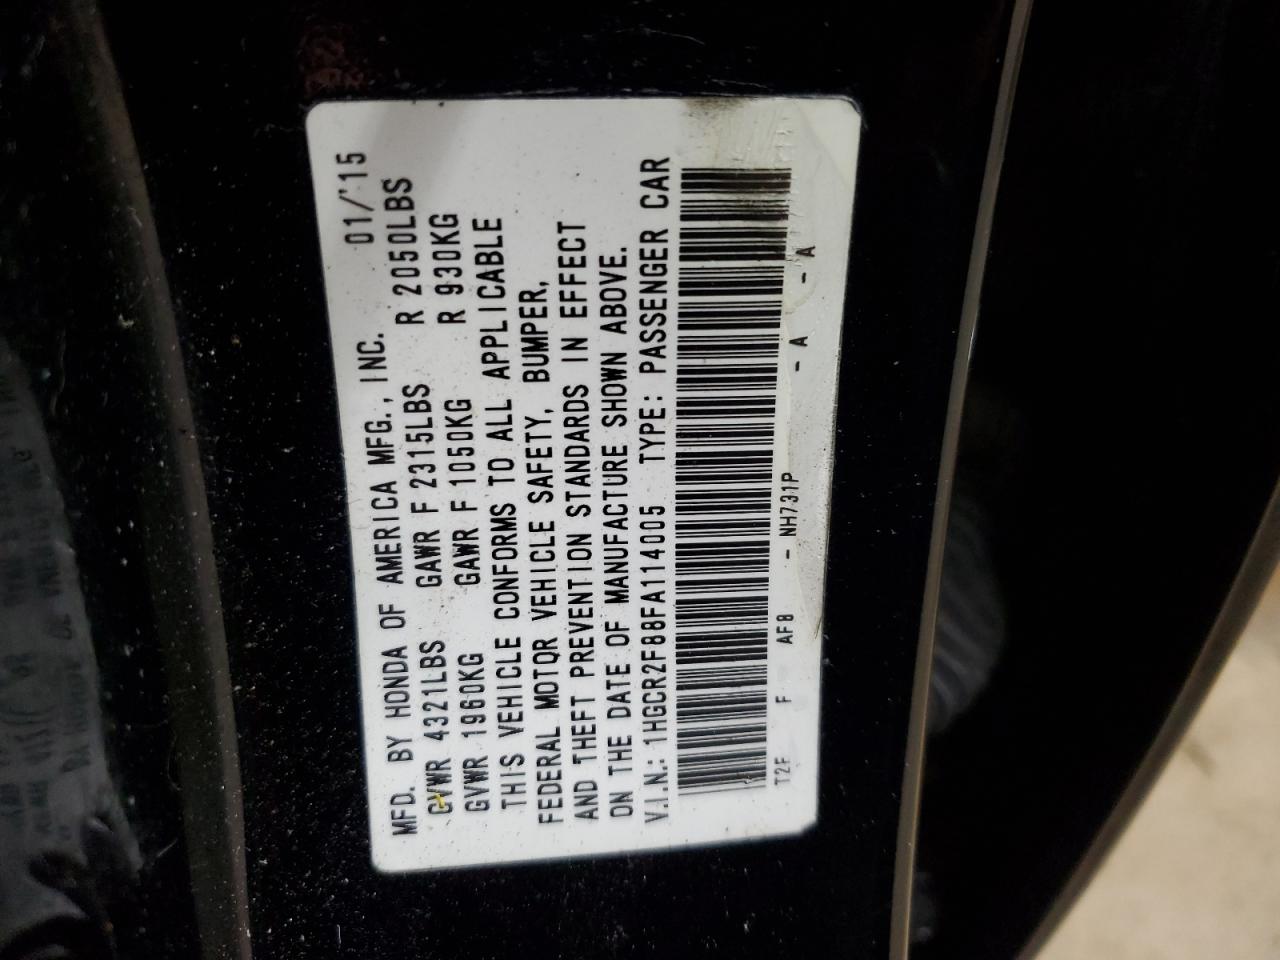 MFD. BY HONDA OF AMERICA MFG., INC. 01/'15
GVWR 4321LBS GAWR F 2315LBS R 2050LBS
GVWR 1960KG GAWR F 1050KG R 930KG
THIS VEHICLE CONFORMS TO ALL APPLICABLE
FEDERAL MOTOR VEHICLE SAFETY, BUMPER,
AND THEFT PREVENTION STANDARDS IN EFFECT
ON THE DATE OF MANUFACTURE SHOWN ABOVE.
V.I.N.: 1HGCR2F88FA114005 TYPE: PASSENGER CAR
T2F F AF8 - NH731P - A - A